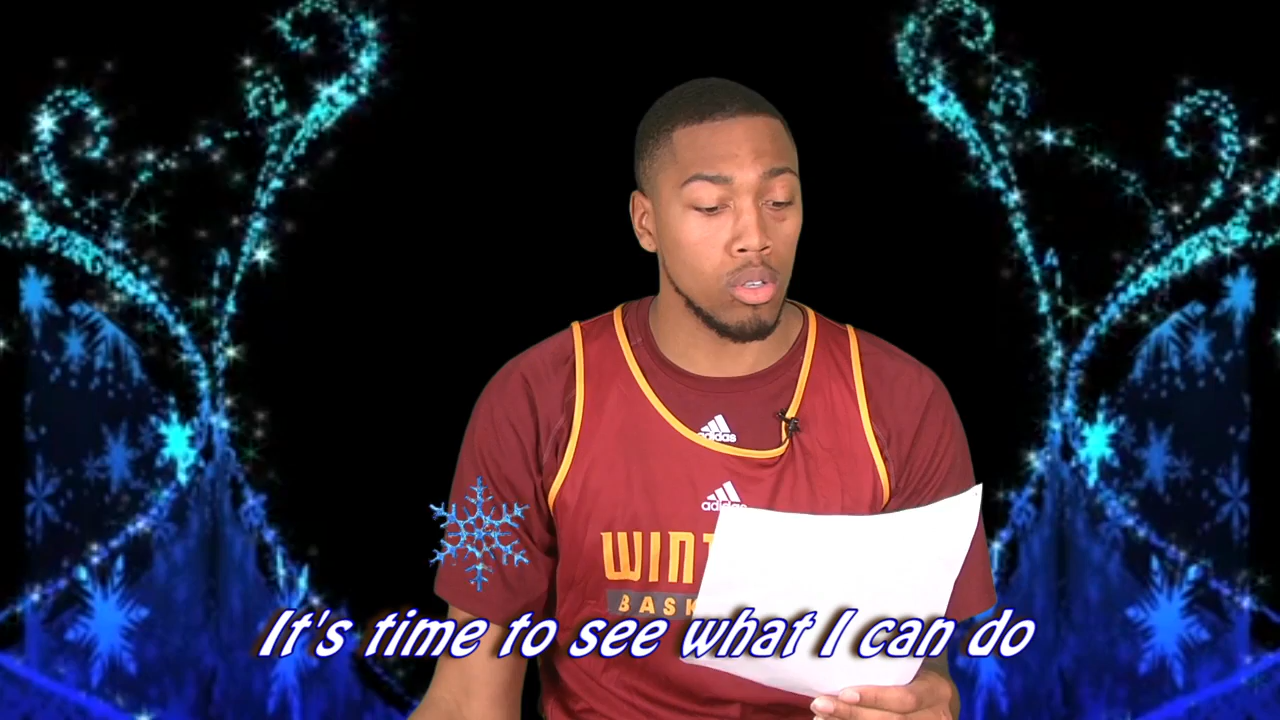 adidas
adidas
WIN
BASK
It's time to see what I can do